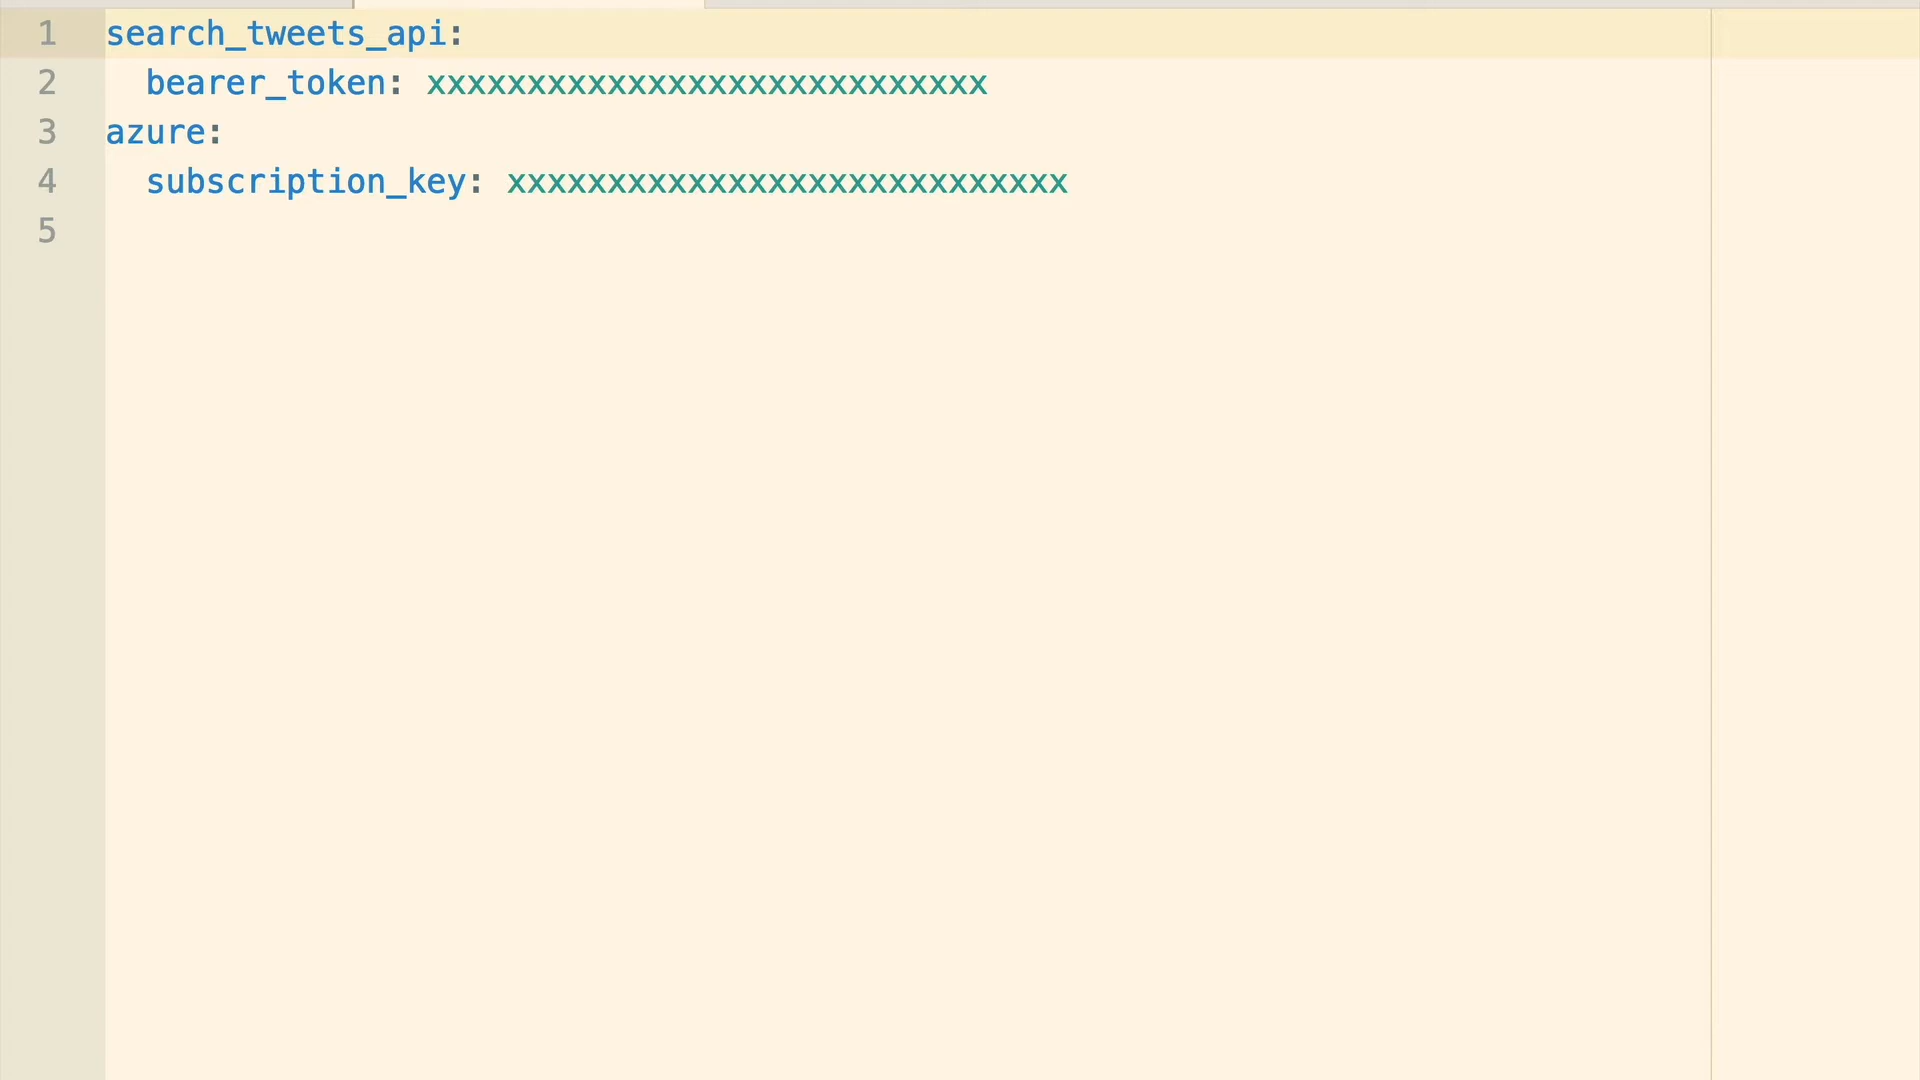 1 search_tweets_api:
2   bearer_token: xxxxxxxxxxxxxxxxxxxxxxxxxxxx
3 azure:
4   subscription_key: xxxxxxxxxxxxxxxxxxxxxxxxxxxx
5